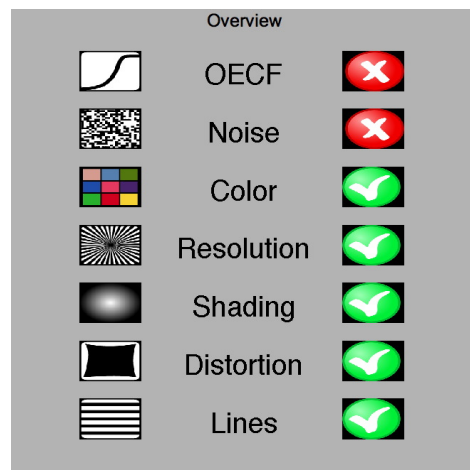 Overview
OECF
Noise
Color
Resolution
Shading
Distortion
Lines